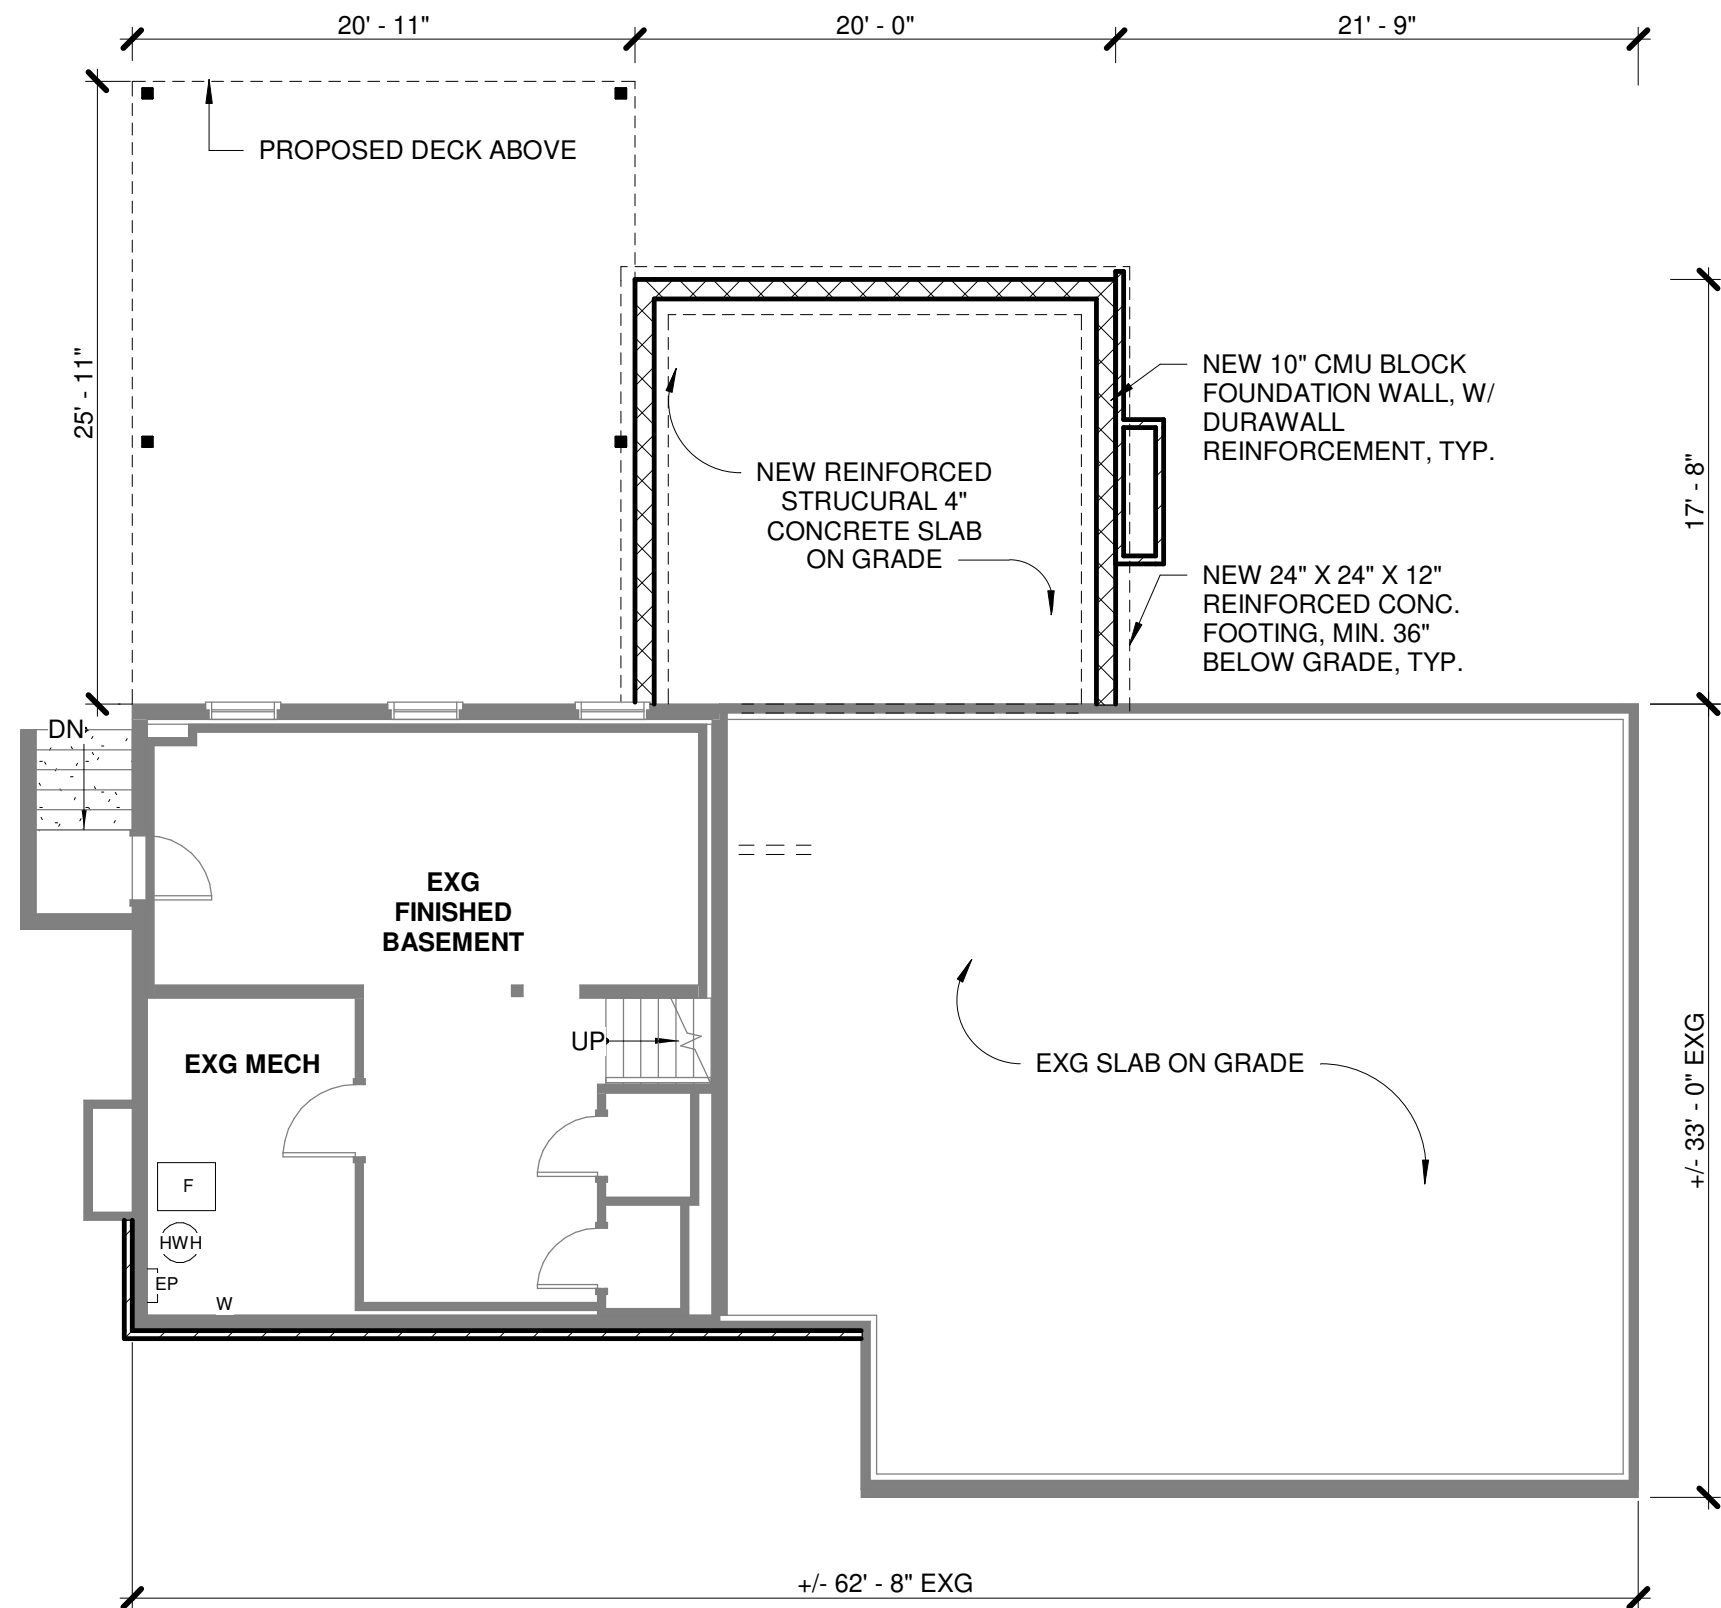 20' - 11"
20' - 0"
21' - 9"
PROPOSED DECK ABOVE
25' - 11"
NEW 10" CMU BLOCK
FOUNDATION WALL, W/
DURAWALL
REINFORCEMENT, TYP.
NEW REINFORCED
STRUCURAL 4"
CONCRETE SLAB
ON GRADE
17' - 8"
NEW 24" X 24" X 12"
REINFORCED CONC.
FOOTING, MIN. 36"
BELOW GRADE, TYP.
DN
EXG
FINISHED
BASEMENT
UP
EXG MECH
EXG SLAB ON GRADE
+/- 33' - 0" EXG
F
HWH
EP
W
+/- 62' - 8" EXG